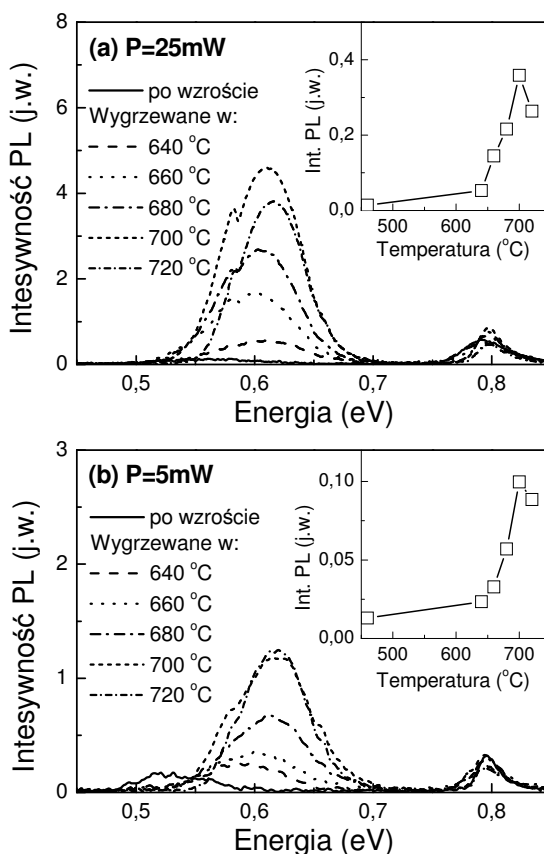 (a) P=25mW
po wzroście
Wygrzewane w:
640 °C
660 °C
680 °C
700 °C
720 °C
Intesywność PL (j.w.)
8
6
4
2
0
0,5
0,6
0,7
0,8
Energia (eV)
Int. PL (j.w.)
0,4
0,2
0,0
500
600
700
Temperatura (°C)
(b) P=5mW
po wzroście
Wygrzewane w:
640 °C
660 °C
680 °C
700 °C
720 °C
Intesywność PL (j.w.)
3
2
1
0
0,5
0,6
0,7
0,8
Energia (eV)
Int. PL (j.w.)
0,10
0,05
0,00
500
600
700
Temperatura (°C)